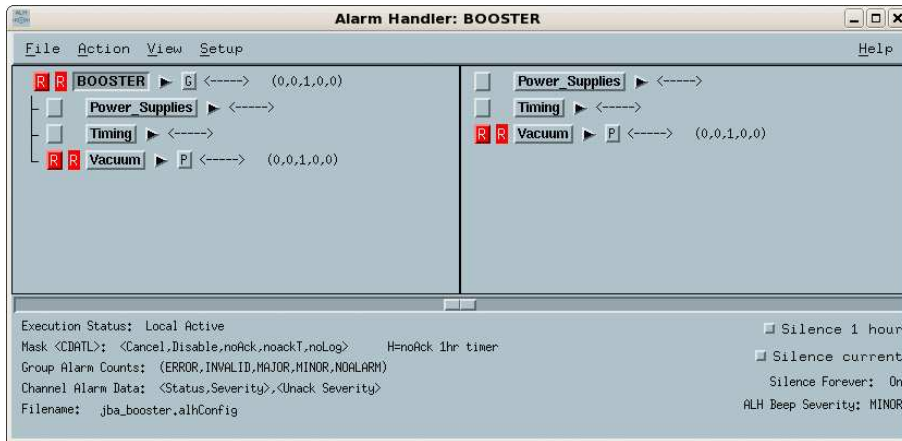 Alarm Handler: BOOSTER
File Action View Setup Help
R R BOOSTER G <-----> (0,0,1,0,0)
Power_Supplies <----->
Timing <----->
R R Vacuum P <-----> (0,0,1,0,0)
Power_Supplies <----->
Timing <----->
R R Vacuum P <-----> (0,0,1,0,0)
Execution Status: Local Active
Mask <CDATL>: <Cancel,Disable,noAck,noackT,noLog> H=noAck 1hr timer
Group Alarm Counts: (ERROR,INVALID,MAJOR,MINOR,NOALARM)
Channel Alarm Data: <Status,Severity>,<Unack Severity>
Filename: jba_booster.alhConfig
Silence 1 hour
Silence current
Silence Forever: On
ALH Beep Severity: MINOR